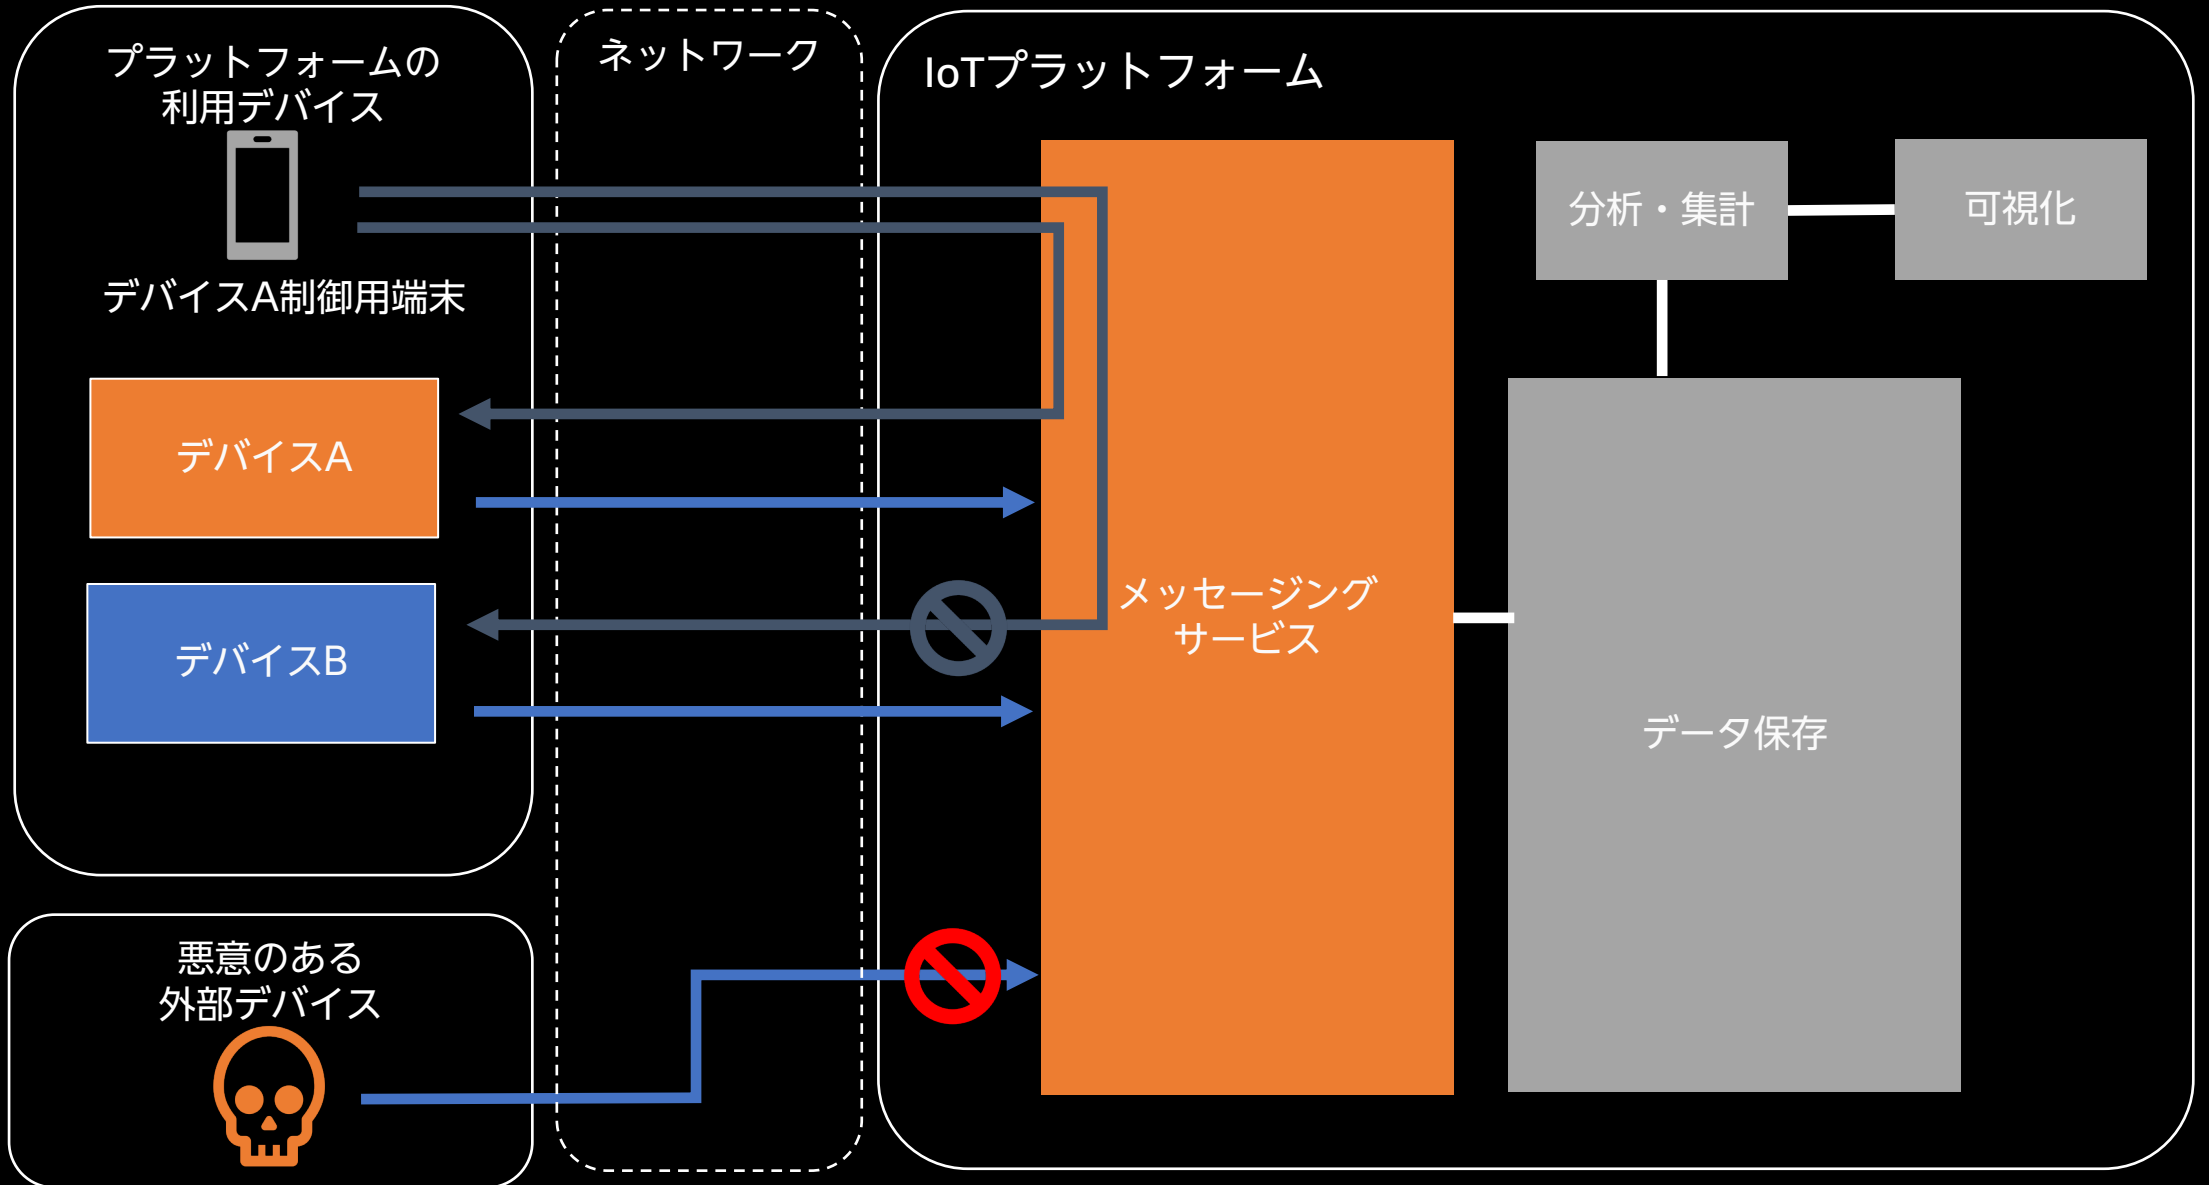 プラットフォームの
利用デバイス
デバイスA制御用端末
デバイスA
デバイスB
悪意のある
外部デバイス
ネットワーク
IoTプラットフォーム
メッセージング
サービス
分析・集計
可視化
データ保存